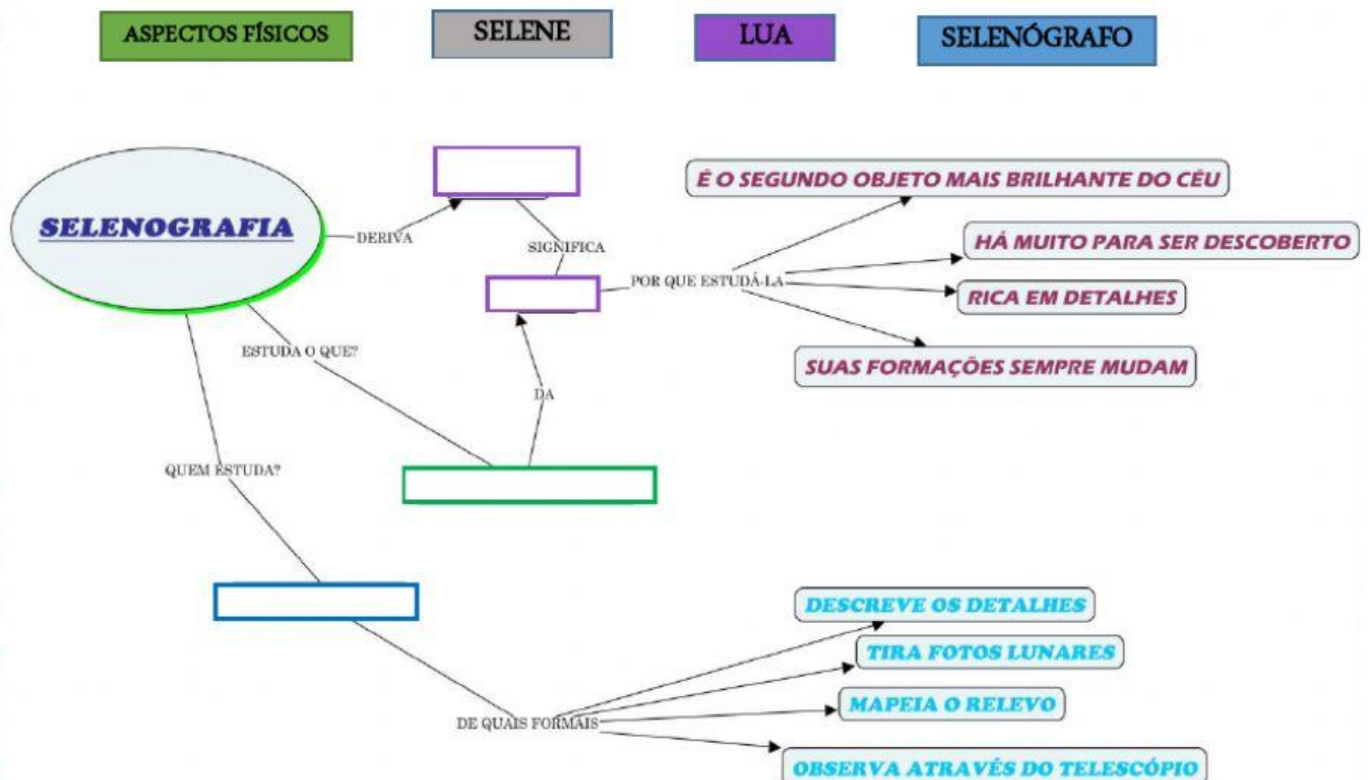 ASPECTOS FÍSICOS
SELENE
LUA
SELENÓGRAFO
SELENOGRAFIA
DERIVA
SIGNIFICA
POR QUE ESTUDÁ-LA
É O SEGUNDO OBJETO MAIS BRILHANTE DO CÉU
HÁ MUITO PARA SER DESCOBERTO
RICA EM DETALHES
SUAS FORMAÇÕES SEMPRE MUDAM
ESTUDA O QUE?
DA
QUEM ESTUDA?
DE QUAIS FORMAIS
DESCREVE OS DETALHES
TIRA FOTOS LUNARES
MAPEIA O RELEVO
OBSERVA ATRAVÉS DO TELESCÓPIO